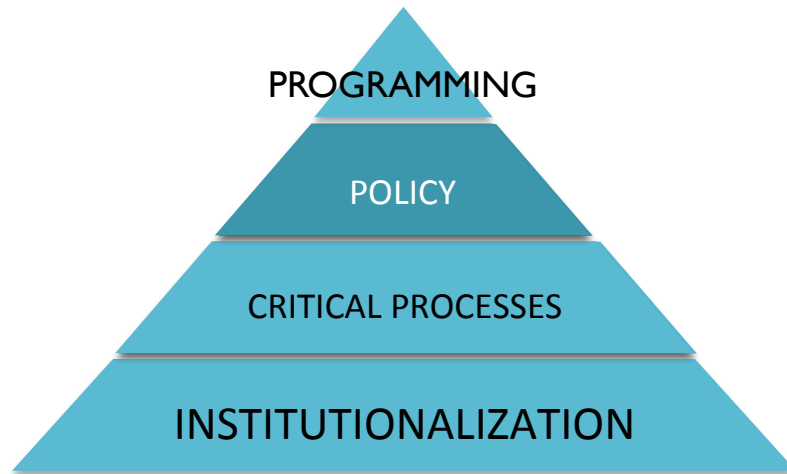 PROGRAMMING
POLICY
CRITICAL PROCESSES
INSTITUTIONALIZATION